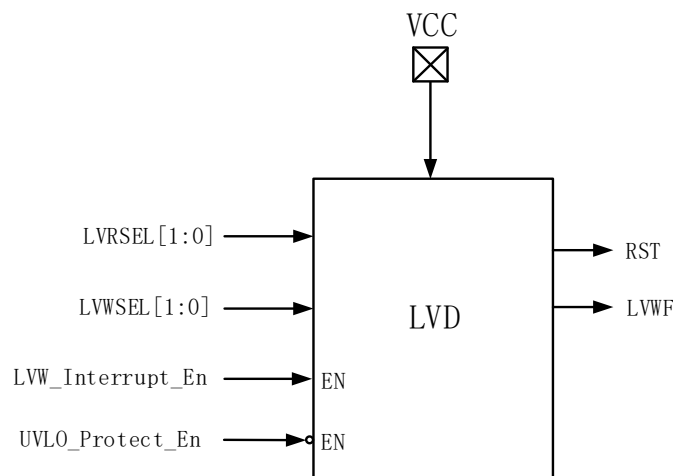 VCC
LVRSEL[1:0]
RST
LVWSEL[1:0]
LVD
LVWF
LVW_Interrupt_En
EN
UVLO_Protect_En
EN